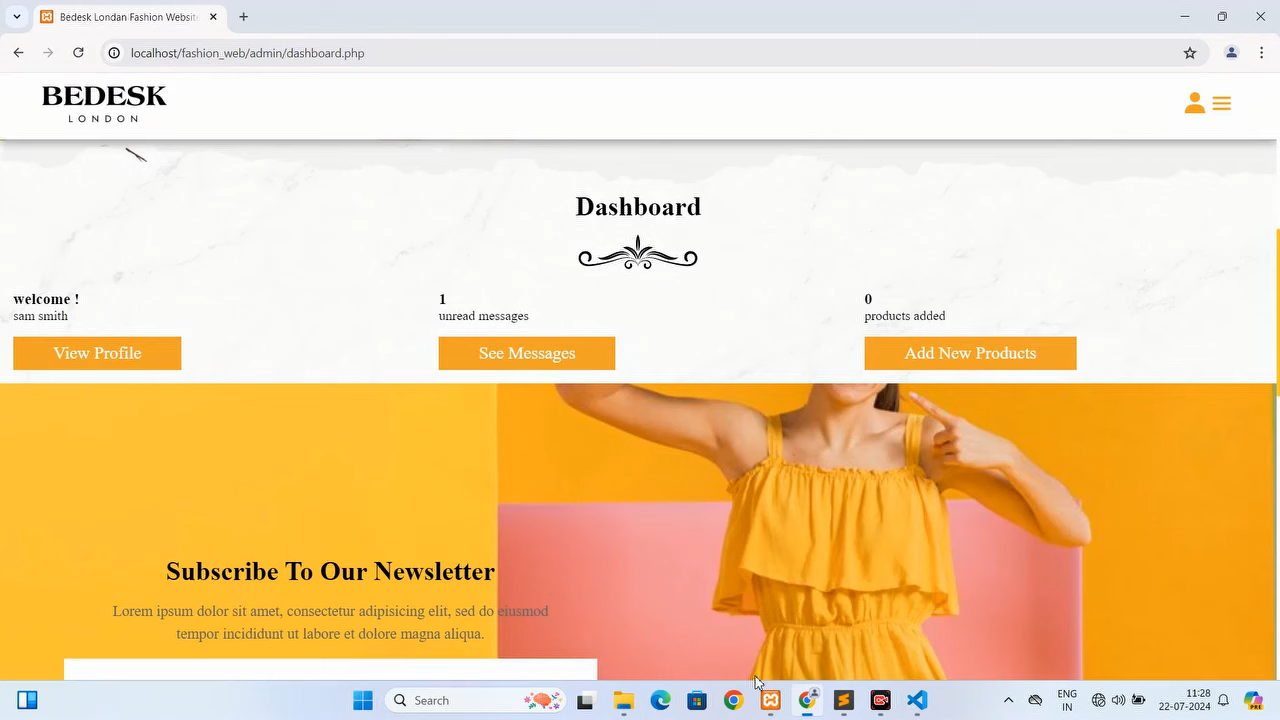 Bedesk Londan Fashion Websit
localhost/fashion_web/admin/dashboard.php
BEDESK
LONDON
Dashboard
welcome !
sam smith
View Profile
1
unread messages
See Messages
0
products added
Add New Products
Subscribe To Our Newsletter
Lorem ipsum dolor sit amet, consectetur adipisicing elit, sed do eiusmod
tempor incididunt ut labore et dolore magna aliqua.
Search
ENG
IN
11:28
22-07-2024
PRE